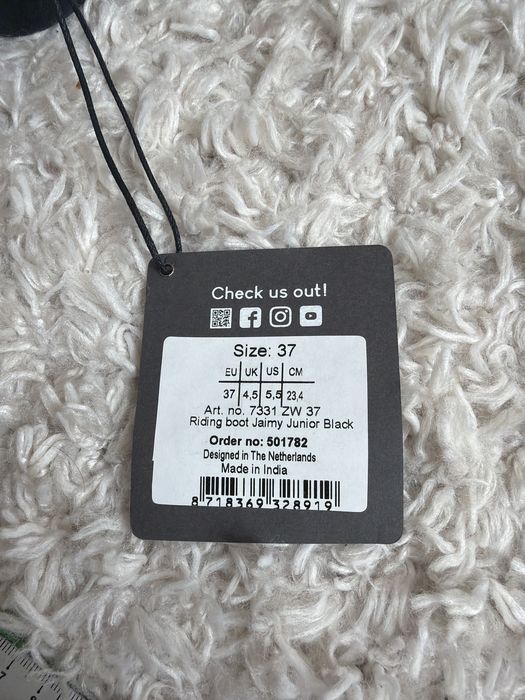 Check us out!
Size: 37
EU UK US CM
37 4,5 5,5 23,4
Art. no. 7331 ZW 37
Riding boot Jaimy Junior Black
Order no: 501782
Designed in The Netherlands
Made in India
8 718369 328919